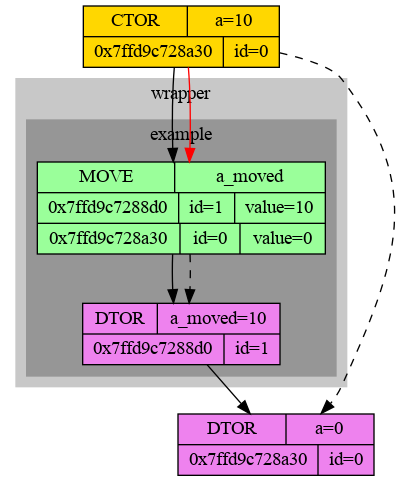 CTOR a=10
0x7ffd9c728a30 id=0
wrapper
example
MOVE a_moved
0x7ffd9c7288d0 id=1 value=10
0x7ffd9c728a30 id=0 value=0
DTOR a_moved=10
0x7ffd9c7288d0 id=1
DTOR a=0
0x7ffd9c728a30 id=0